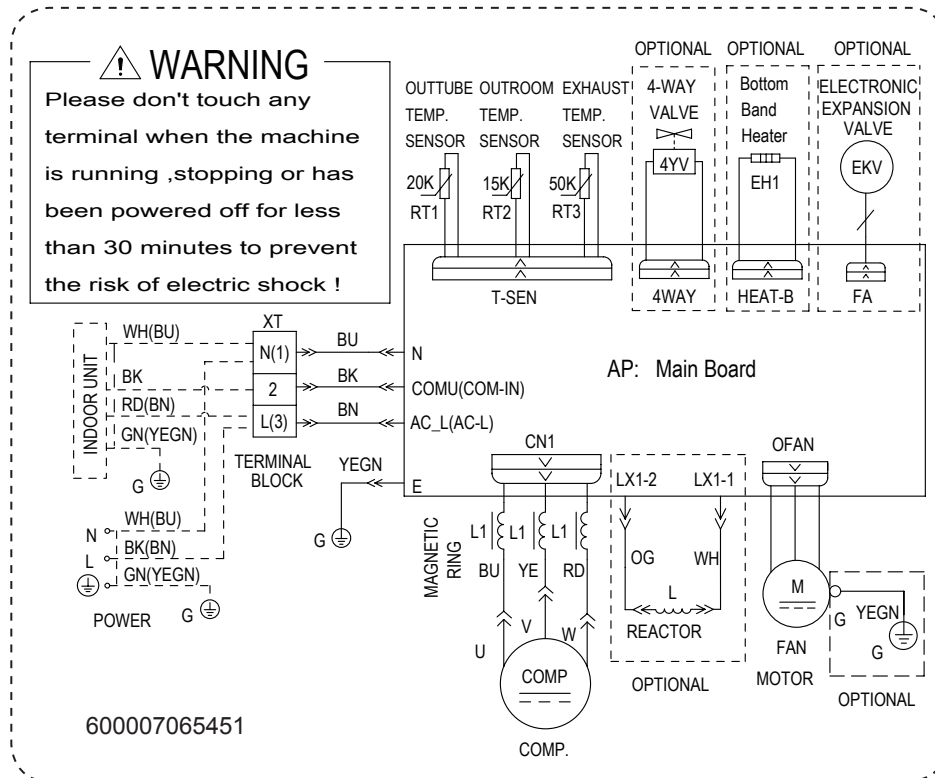 WARNING
Please don't touch any
terminal when the machine
is running ,stopping or has
been powered off for less
than 30 minutes to prevent
the risk of electric shock !
OUTTUBE
TEMP.
SENSOR
OUTROOM
TEMP.
SENSOR
EXHAUST
TEMP.
SENSOR
20K
RT1
15K
RT2
50K
RT3
T-SEN
OPTIONAL
4-WAY
VALVE
4YV
4WAY
OPTIONAL
Bottom
Band
Heater
EH1
HEAT-B
OPTIONAL
ELECTRONIC
EXPANSION
VALVE
EKV
FA
INDOOR UNIT
WH(BU)
BK
RD(BN)
GN(YEGN)
G
XT
N(1)
2
L(3)
TERMINAL
BLOCK
BU
BK
BN
N
COMU(COM-IN)
AC_L(AC-L)
AP: Main Board
YEGN
E
G
N
L
WH(BU)
BK(BN)
GN(YEGN)
G
POWER
CN1
MAGNETIC
RING
L1
L1
L1
BU
YE
RD
U
V
W
COMP
COMP.
LX1-2
LX1-1
OG
WH
L
REACTOR
OPTIONAL
OFAN
M
FAN
MOTOR
G
YEGN
G
OPTIONAL
600007065451